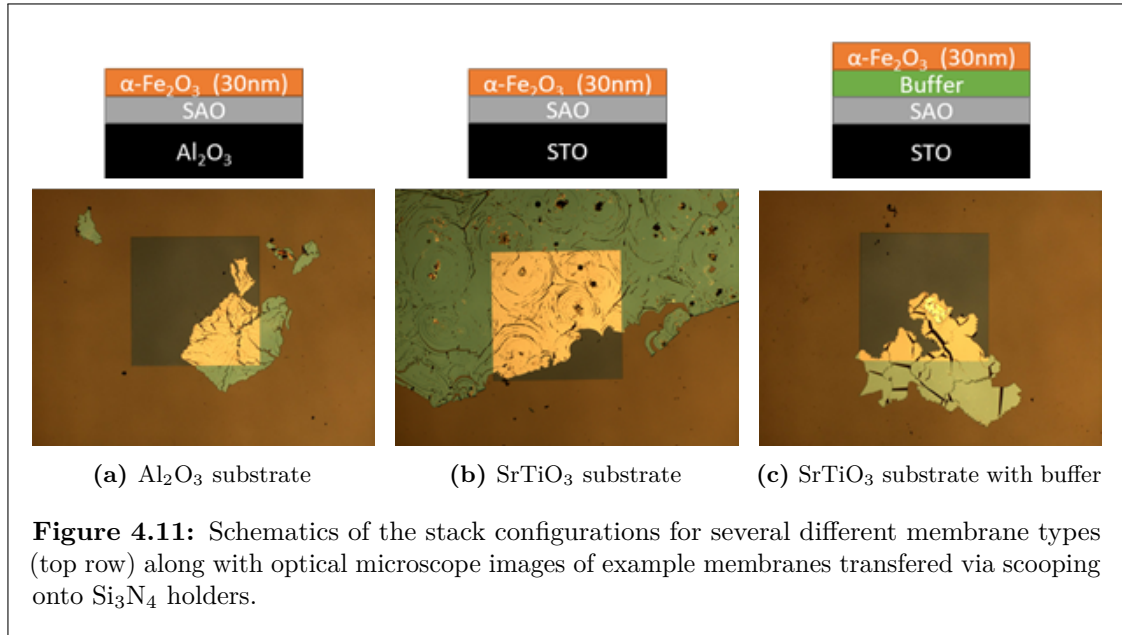 α-Fe₂O₃ (30nm)
SAO
Al₂O₃
α-Fe₂O₃ (30nm)
SAO
STO
α-Fe₂O₃ (30nm)
Buffer
SAO
STO
(a) Al₂O₃ substrate
(b) SrTiO₃ substrate
(c) SrTiO₃ substrate with buffer
Figure 4.11: Schematics of the stack configurations for several different membrane types
(top row) along with optical microscope images of example membranes transfered via scooping
onto Si₃N₄ holders.